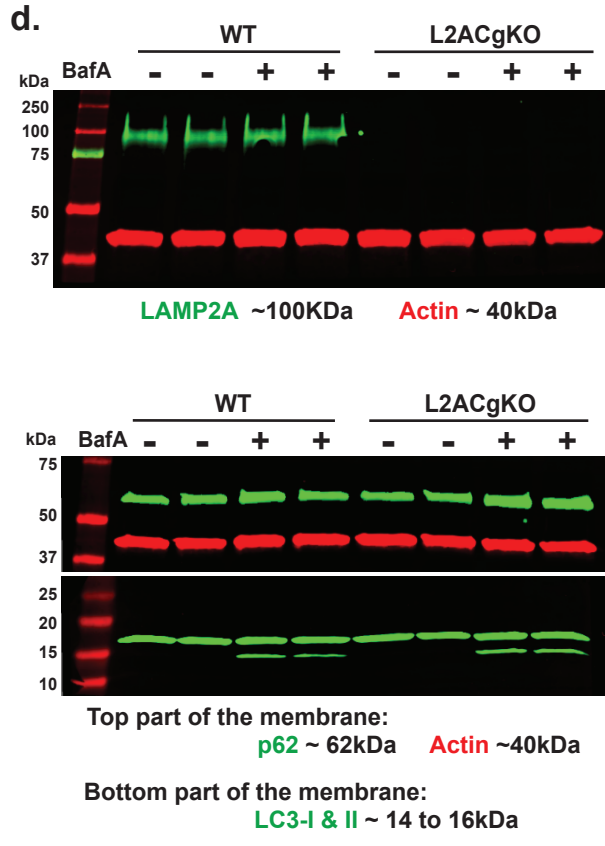 d.
WT L2ACgKO
kDa BafA - - + + - - + +
250
100
75
50
37
LAMP2A ~100KDa Actin ~ 40kDa
WT L2ACgKO
kDa BafA - - + + - - + +
75
50
37
25
20
15
10
Top part of the membrane:
p62 ~ 62kDa Actin ~40kDa
Bottom part of the membrane:
LC3-I & II ~ 14 to 16kDa